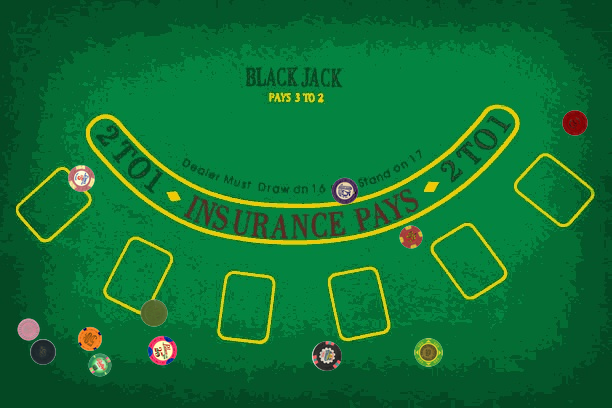 BLACK JACK
PAYS 3 TO 2
Dealer Must Draw on 16 Stand on 17
2 TO 1 INSURANCE PAYS 2 TO 1